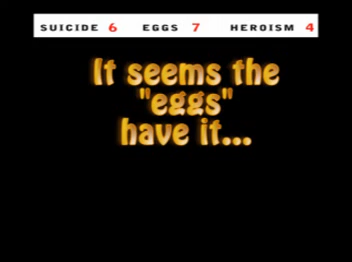 SUICIDE 6 EGGS 7 HEROISM 4
It seems the
"eggs"
have it...